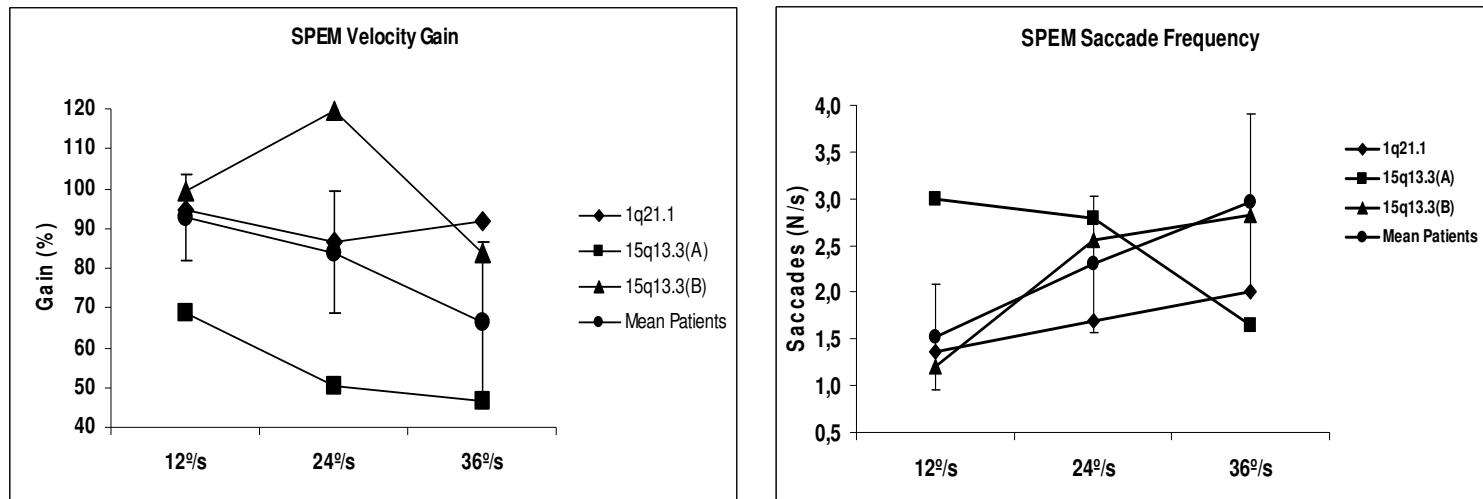 SPEM Velocity Gain
120
110
100
90
80
70
60
50
40
Gain (%)
12º/s 24º/s 36º/s
1q21.1
15q13.3(A)
15q13.3(B)
Mean Patients
SPEM Saccade Frequency
4,0
3,5
3,0
2,5
2,0
1,5
1,0
0,5
Saccades (N/s)
12º/s 24º/s 36º/s
1q21.1
15q13.3(A)
15q13.3(B)
Mean Patients